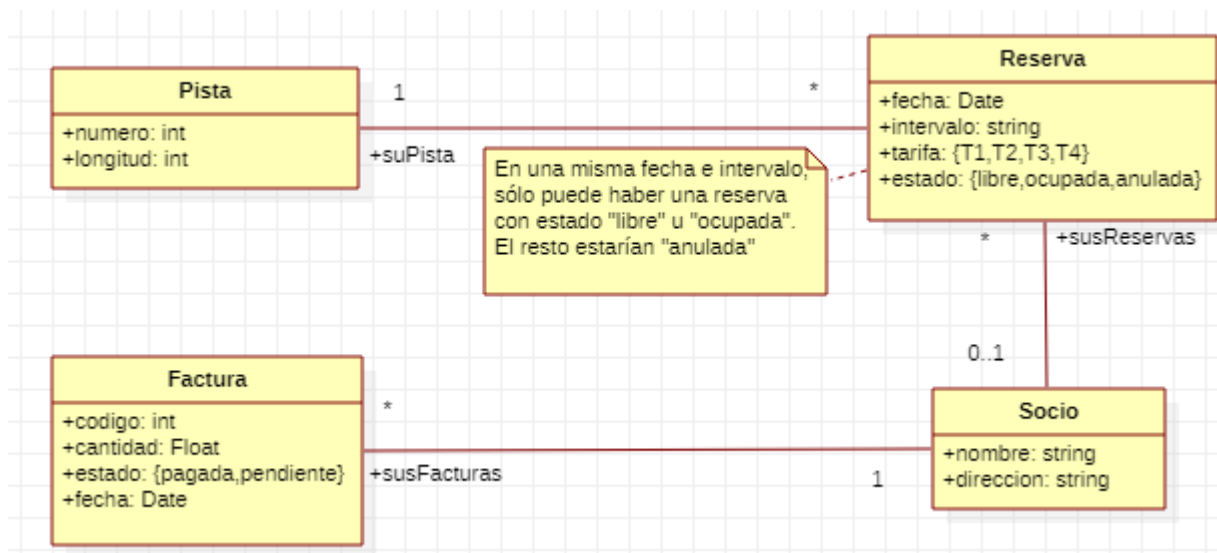 Pista
+numero: int
+longitud: int
1
*
+suPista
Reserva
+fecha: Date
+intervalo: string
+tarifa: {T1,T2,T3,T4}
+estado: {libre,ocupada,anulada}
En una misma fecha e intervalo,
sólo puede haber una reserva
con estado "libre" u "ocupada".
El resto estarían "anulada"
*
+susReservas
0..1
Factura
+codigo: int
+cantidad: Float
+estado: {pagada,pendiente}
+fecha: Date
*
+susFacturas
1
Socio
+nombre: string
+direccion: string